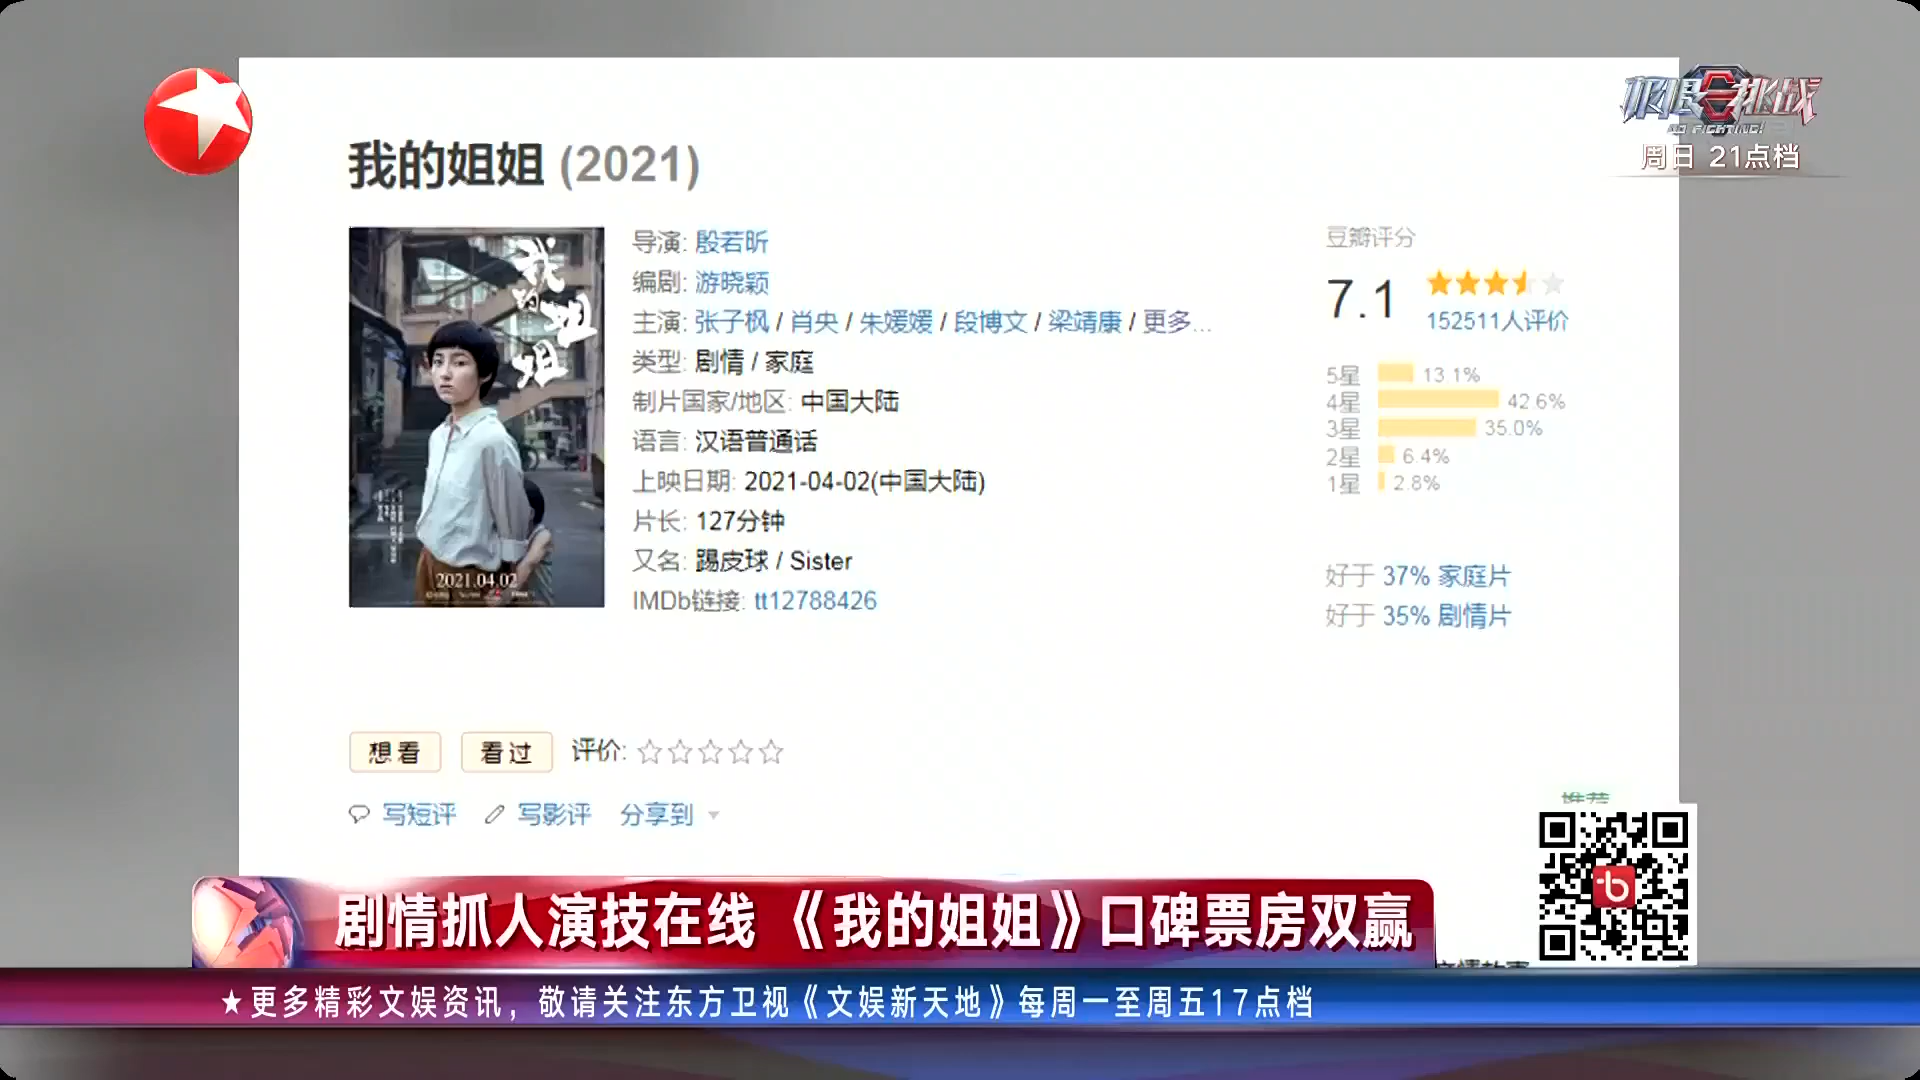 极限挑战
GO FIGHTING!
周日 21点档
我的姐姐 (2021)
我的姐姐
2021.04.02
导演: 殷若昕
编剧: 游晓颖
主演: 张子枫 / 肖央 / 朱媛媛 / 段博文 / 梁靖康 / 更多...
类型: 剧情 / 家庭
制片国家/地区: 中国大陆
语言: 汉语普通话
上映日期: 2021-04-02(中国大陆)
片长: 127分钟
又名: 踢皮球 / Sister
IMDb链接: tt12788426
豆瓣评分
7.1
152511人评价
5星 13.1%
4星 42.6%
3星 35.0%
2星 6.4%
1星 2.8%
好于 37% 家庭片
好于 35% 剧情片
想看 看过 评价:
写短评 写影评 分享到
推荐
剧情抓人演技在线 《我的姐姐》口碑票房双赢
★更多精彩文娱资讯，敬请关注东方卫视《文娱新天地》每周一至周五17点档